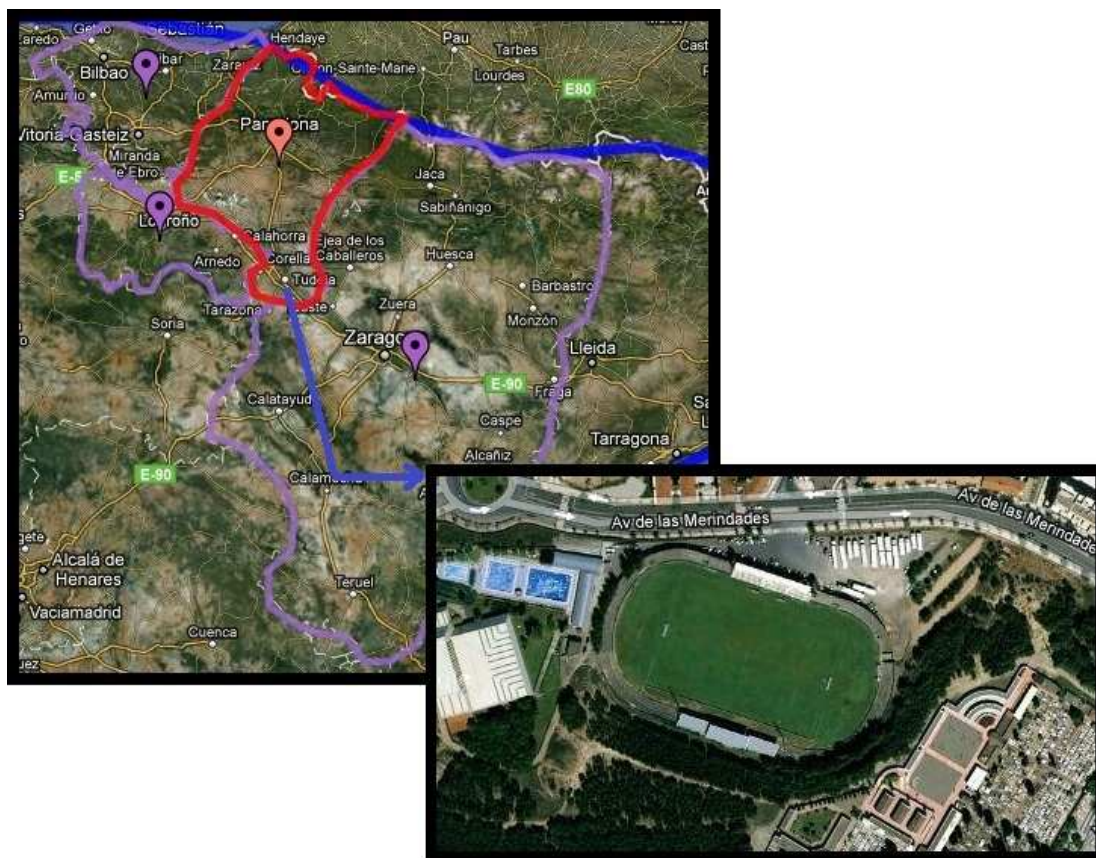 Getxo
Sebastián
Hendaye
Pau
Tarbes
Bilbao
Zarautz
Lourdes
E80
Amurrio
Pamplona
Vitoria-Gasteiz
Miranda
de Ebro
Jaca
Sabiñánigo
Logroño
Calahorra
Ejea de los
Caballeros
Arnedo
Corella
Huesca
Tudela
Barbastro
Tarazona
Zuera
Monzón
Soria
Zaragoza
Lleida
E-90
Fraga
Calatayud
Caspe
Tarragona
Alcañiz
E-90
Calamocha
Alcalá de
Henares
Teruel
Vaciamadrid
Cuenca
Av de las Merindades
Av de las Merindades